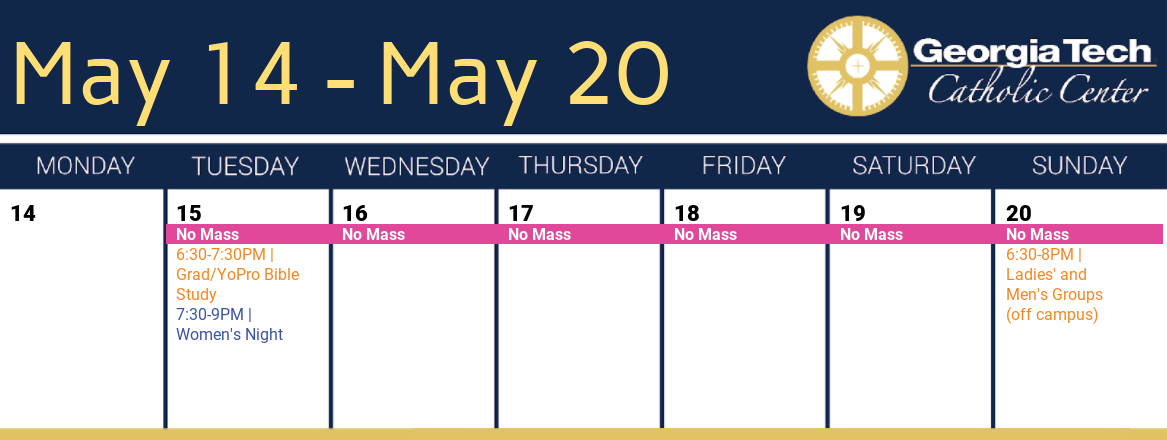 May 14 - May 20
Georgia Tech
Catholic Center
MONDAY TUESDAY WEDNESDAY THURSDAY FRIDAY SATURDAY SUNDAY
14 15 16 17 18 19 20
No Mass No Mass No Mass No Mass No Mass No Mass
6:30-7:30PM |
Grad/YoPro Bible
Study
7:30-9PM |
Women's Night
6:30-8PM |
Ladies' and
Men's Groups
(off campus)